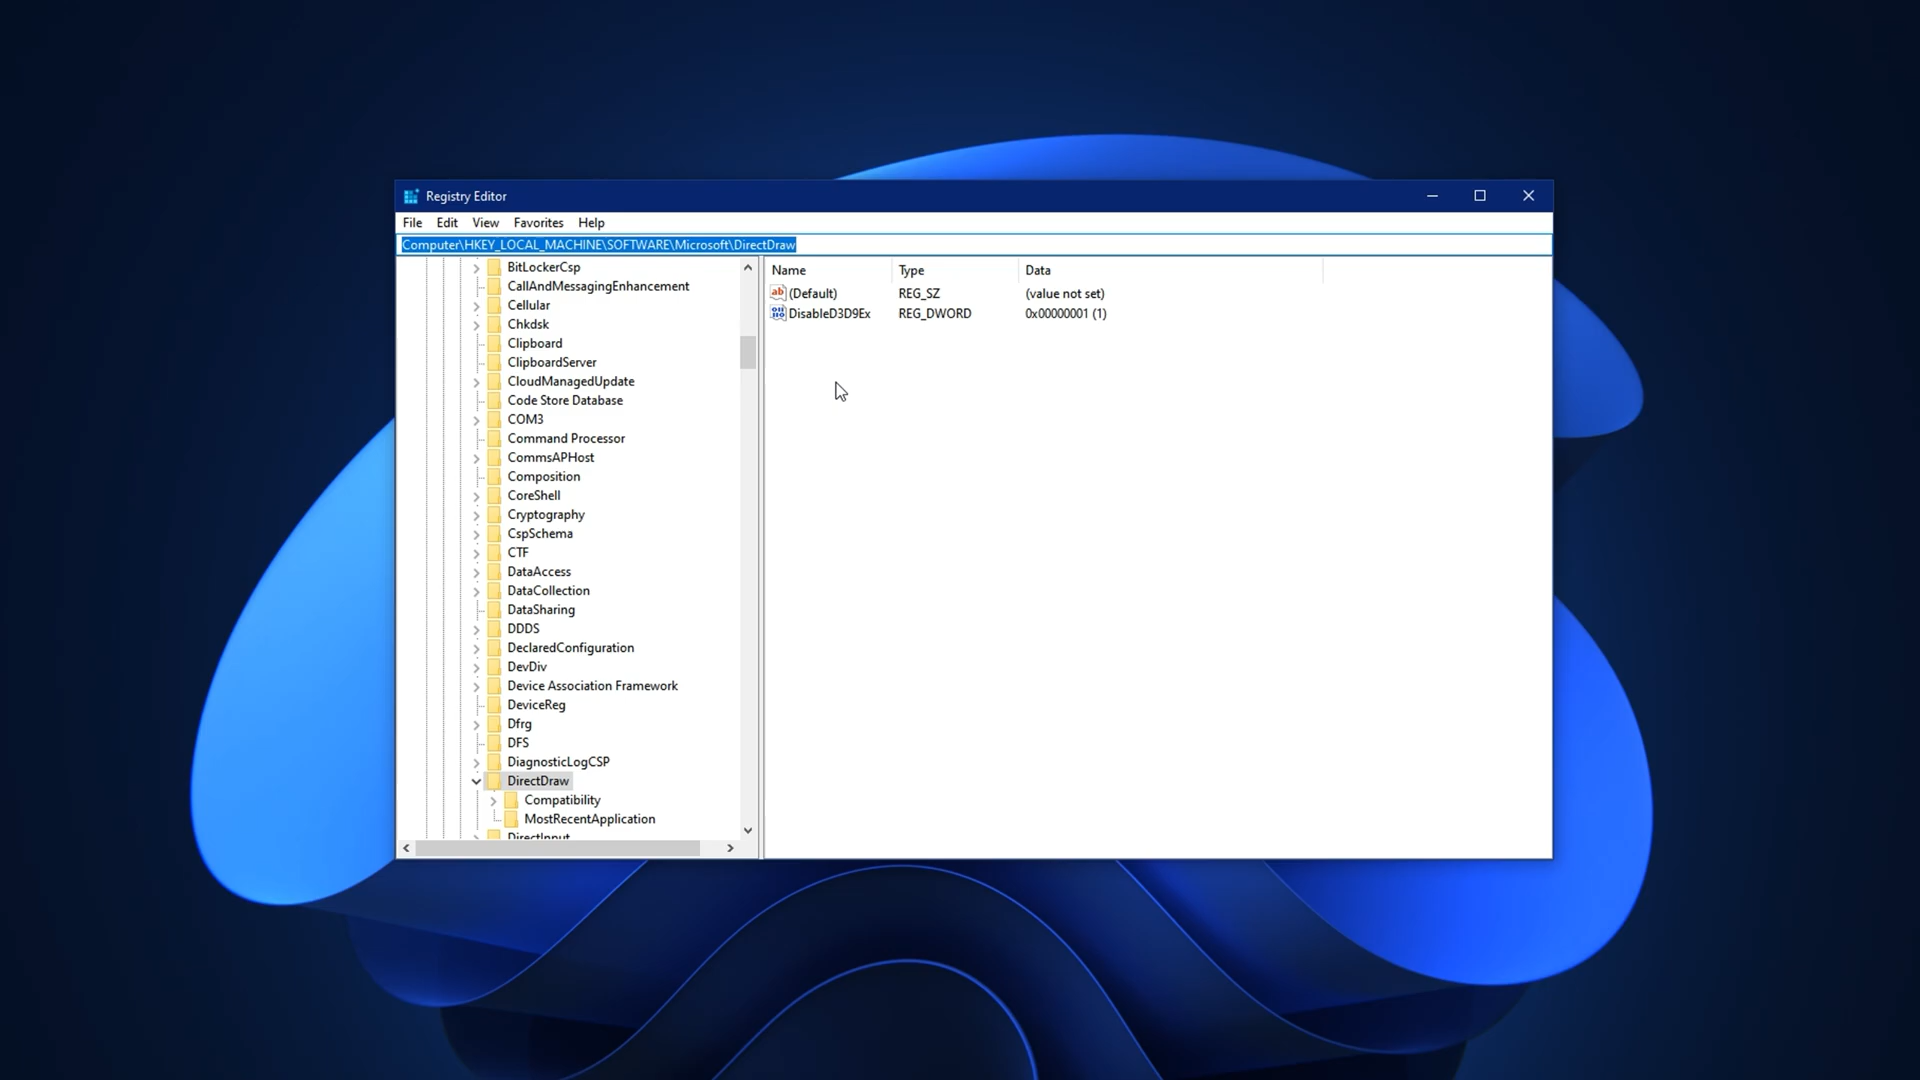 Registry Editor
File Edit View Favorites Help
Computer\HKEY_LOCAL_MACHINE\SOFTWARE\Microsoft\DirectDraw
BitLockerCsp
CallAndMessagingEnhancement
Cellular
Chkdsk
Clipboard
ClipboardServer
CloudManagedUpdate
Code Store Database
COM3
Command Processor
CommsAPHost
Composition
CoreShell
Cryptography
CspSchema
CTF
DataAccess
DataCollection
DataSharing
DDDS
DeclaredConfiguration
DevDiv
Device Association Framework
DeviceReg
Dfrg
DFS
DiagnosticLogCSP
DirectDraw
Compatibility
MostRecentApplication
DirectInput
Name Type Data
(Default) REG_SZ (value not set)
DisableD3D9Ex REG_DWORD 0x00000001 (1)